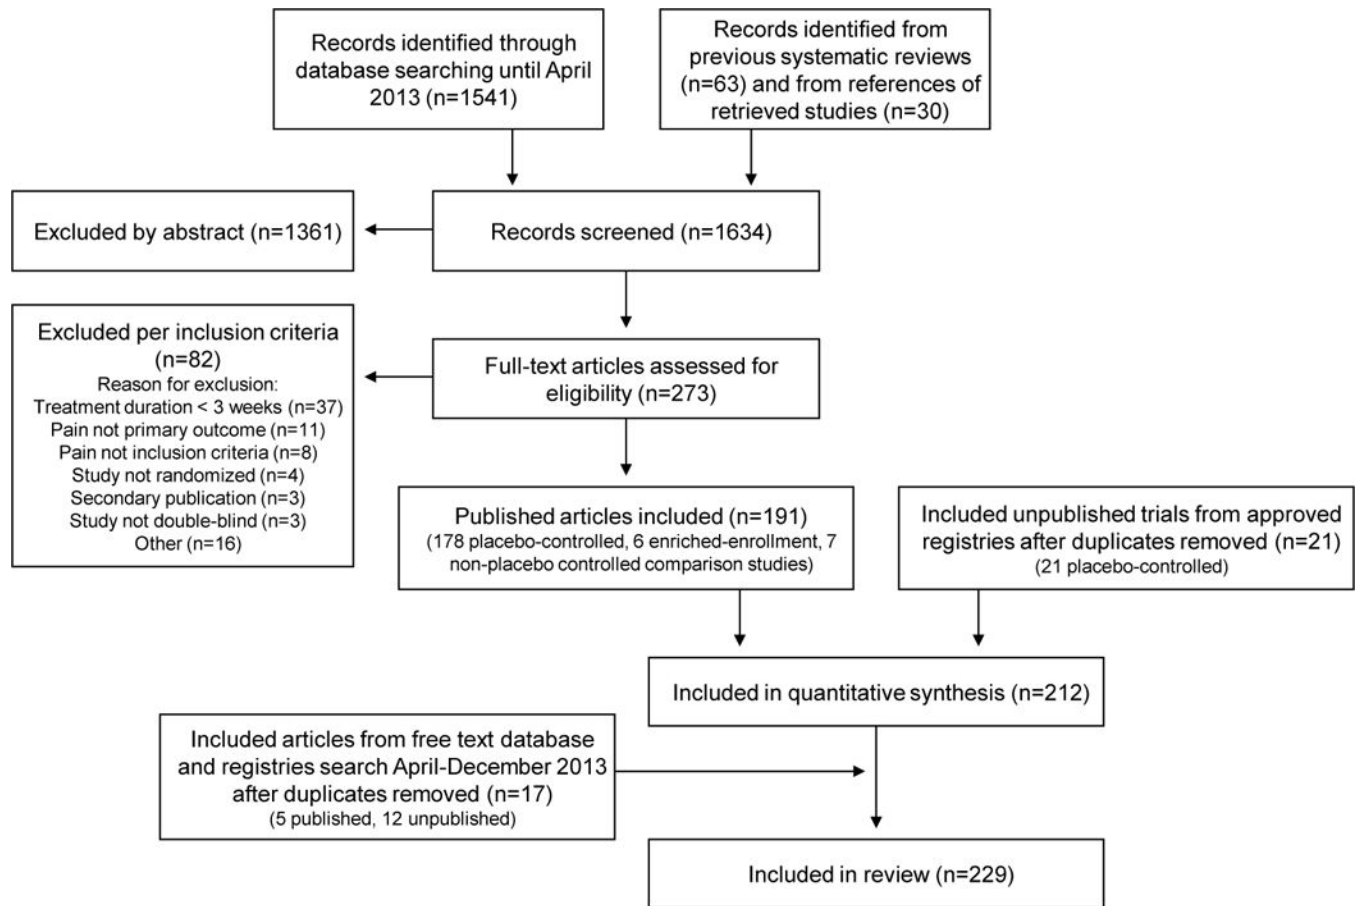 Records identified through
database searching until April
2013 (n=1541)
Records identified from
previous systematic reviews
(n=63) and from references of
retrieved studies (n=30)
Excluded by abstract (n=1361)
Records screened (n=1634)
Excluded per inclusion criteria
(n=82)
Reason for exclusion:
Treatment duration < 3 weeks (n=37)
Pain not primary outcome (n=11)
Pain not inclusion criteria (n=8)
Study not randomized (n=4)
Secondary publication (n=3)
Study not double-blind (n=3)
Other (n=16)
Full-text articles assessed for
eligibility (n=273)
Published articles included (n=191)
(178 placebo-controlled, 6 enriched-enrollment, 7
non-placebo controlled comparison studies)
Included unpublished trials from approved
registries after duplicates removed (n=21)
(21 placebo-controlled)
Included in quantitative synthesis (n=212)
Included articles from free text database
and registries search April-December 2013
after duplicates removed (n=17)
(5 published, 12 unpublished)
Included in review (n=229)